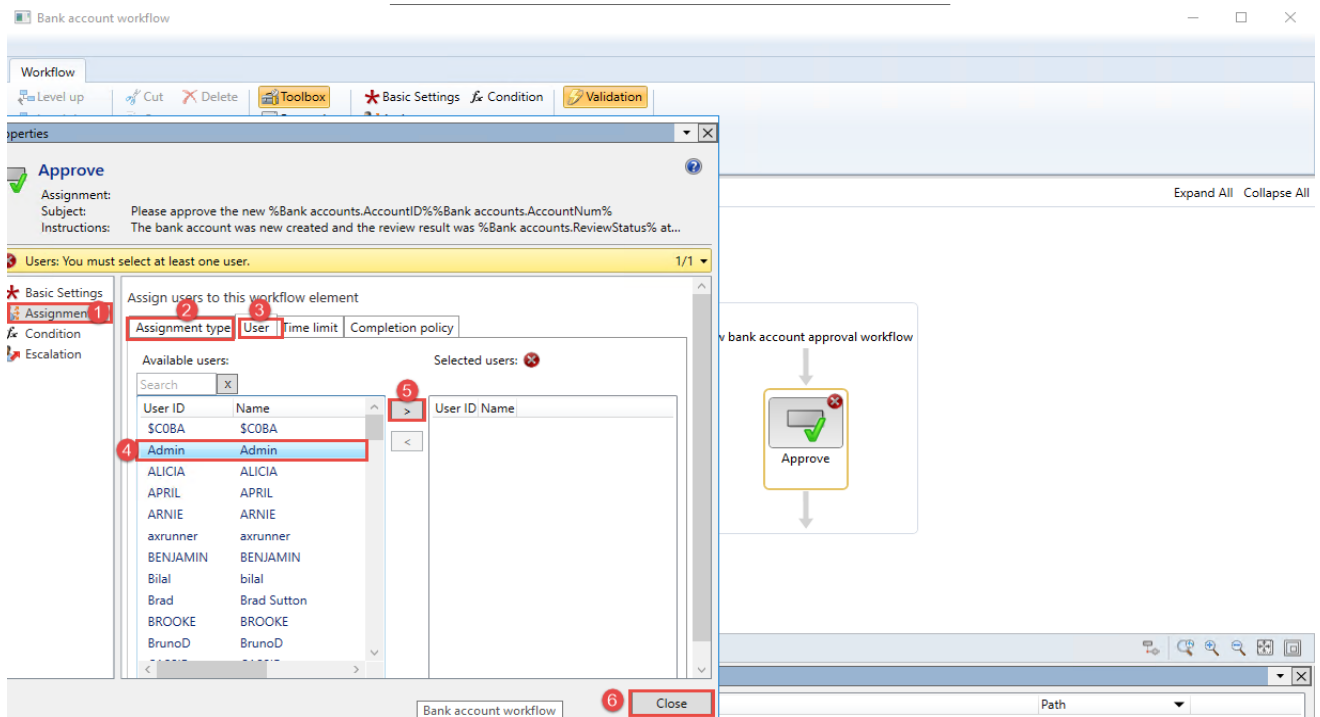 Bank account workflow
Workflow
Level up
Cut
Delete
Toolbox
Basic Settings
Condition
Validation
operties
Approve
Assignment:
Subject: Please approve the new %Bank accounts.AccountID%%Bank accounts.AccountNum%
Instructions: The bank account was new created and the review result was %Bank accounts.ReviewStatus% at...
Users: You must select at least one user. 1/1
Basic Settings
Assignment 1
Condition
Escalation
Assign users to this workflow element
2 3
Assignment type User Time limit Completion policy
Available users:
Search X
User ID Name
$C0BA $C0BA
4 Admin Admin
ALICIA ALICIA
APRIL APRIL
ARNIE ARNIE
axrunner axrunner
BENJAMIN BENJAMIN
Bilal bilal
Brad Brad Sutton
BROOKE BROOKE
BrunoD BrunoD
5
>
<
Selected users:
User ID Name
6 Close
Bank account workflow
Expand All Collapse All
w bank account approval workflow
Approve
Path